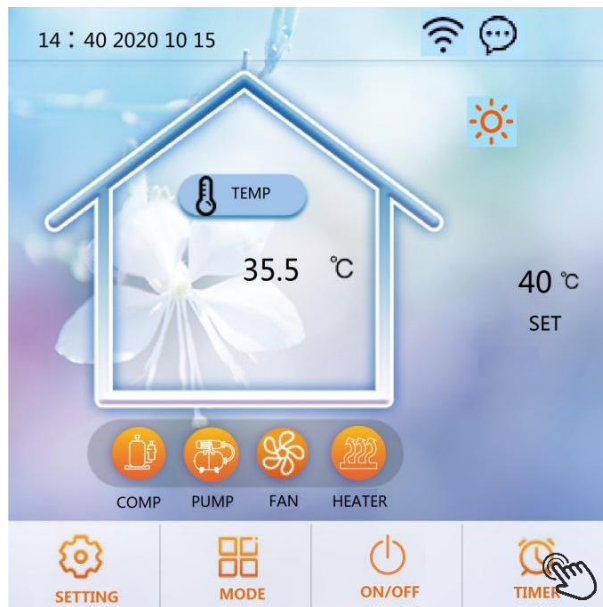 14：40 2020 10 15
TEMP
35.5 ℃
40 ℃
SET
COMP PUMP FAN HEATER
SETTING MODE ON/OFF TIMER